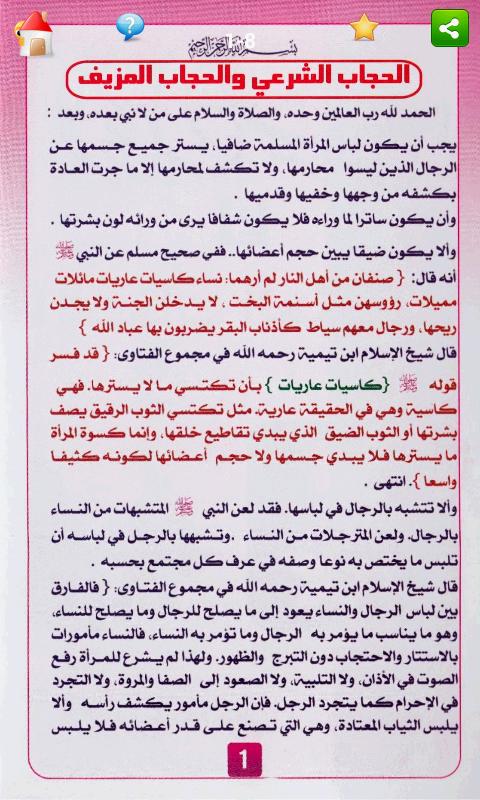 بسم الله الرحمن الرحيم
الحجاب الشرعي والحجاب المزيف
الحمد لله رب العالمين وحده، والصلاة والسلام على من لا نبي بعده، وبعد :
يجب أن يكون لباس المرأة المسلمة ضافيا، يستر جميع جسمها عن
الرجال الذين ليسوا محارمها، ولا تكشف لمحارمها إلا ما جرت العادة
بكشفه من وجهها وخفيها وقدميها .
وأن يكون ساترا لما وراءه فلا يكون شفافا يرى من ورائه لون بشرتها .
وألا يكون ضيقا يبين حجم أعضائها.. ففي صحيح مسلم عن النبي ﷺ
أنه قال: { صنفان من أهل النار لم أرهما: نساء كاسيات عاريات مائلات
مميلات، رؤوسهن مثل أسنمة البخت ، لا يدخلن الجنة ولا يجدن
ريحها، ورجال معهم سياط كأذناب البقر يضربون بها عباد الله }
قال شيخ الإسلام ابن تيمية رحمه الله في مجموع الفتاوى: { قد فسر
قوله ﷺ {كاسيات عاريات } بأن تكتسي ما لا يسترها. فهي
كاسية وهي في الحقيقة عارية. مثل تكتسي الثوب الرقيق يصف
بشرتها أو الثوب الضيق الذي يبدي تقاطيع خلقها، وإنما كسوة المرأة
ما يسترها فلا يبدي جسمها ولا حجم أعضائها لكونه كثيفا
واسعا }. انتهى .
وألا تتشبه بالرجال في لباسها. فقد لعن النبي ﷺ المتشبهات من النساء
بالرجال. ولعن المترجلات من النساء .وتشبهها بالرجل في لباسه أن
تلبس ما يختص به نوعا وصفه في عرف كل مجتمع بحسبه .
قال شيخ الإسلام ابن تيمية رحمه الله في مجموع الفتاوى: { فالفارق
بين لباس الرجال والنساء يعود إلى ما يصلح للرجال وما يصلح للنساء،
وهو ما يناسب ما يؤمر به الرجال وما تؤمر به النساء، فالنساء مأمورات
بالاستتار والاحتجاب دون التبرج والظهور. ولهذا لم يشرع للمرأة رفع
الصوت في الأذان، ولا التلبية، ولا الصعود إلى الصفا والمروة، ولا التجرد
في الإحرام كما يتجرد الرجل. فإن الرجل مأمور بكشف رأسه وألا
يلبس الثياب المعتادة، وهي التي تصنع على قدر أعضائه فلا يلبس
1